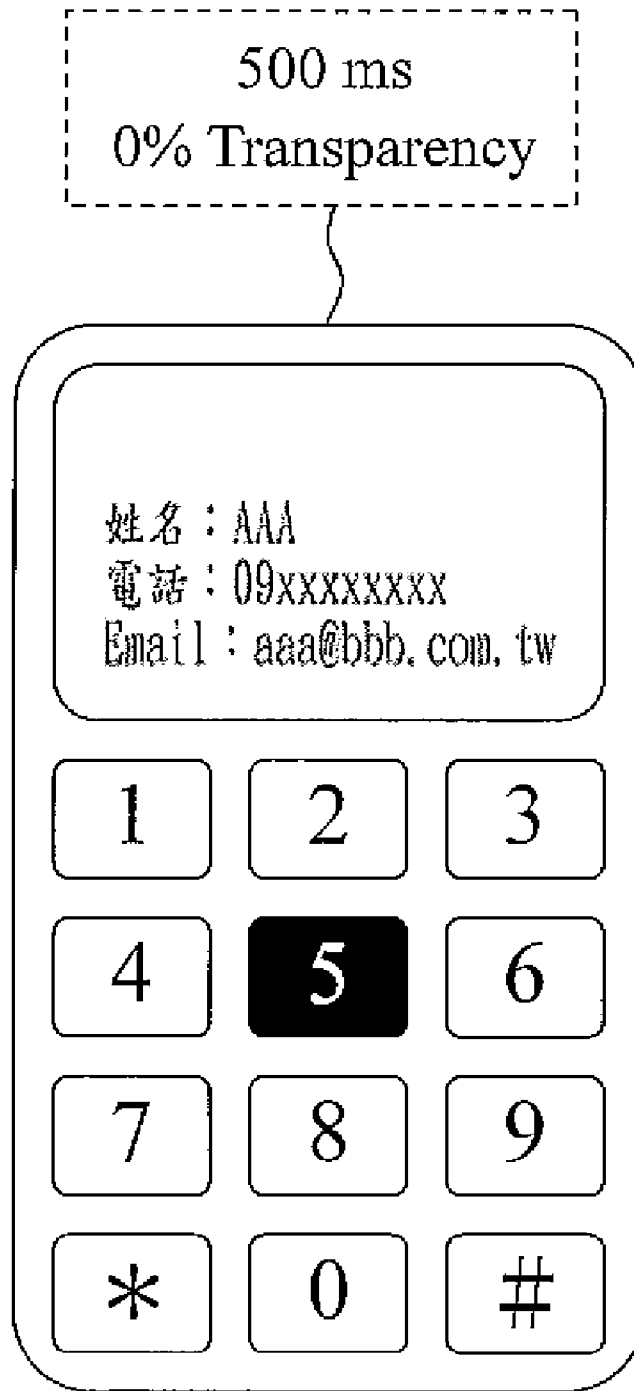 500 ms
0% Transparency
姓名：AAA
電話：09xxxxxxxx
Email：aaa@bbb.com.tw
1 2 3
4 5 6
7 8 9
* 0 #